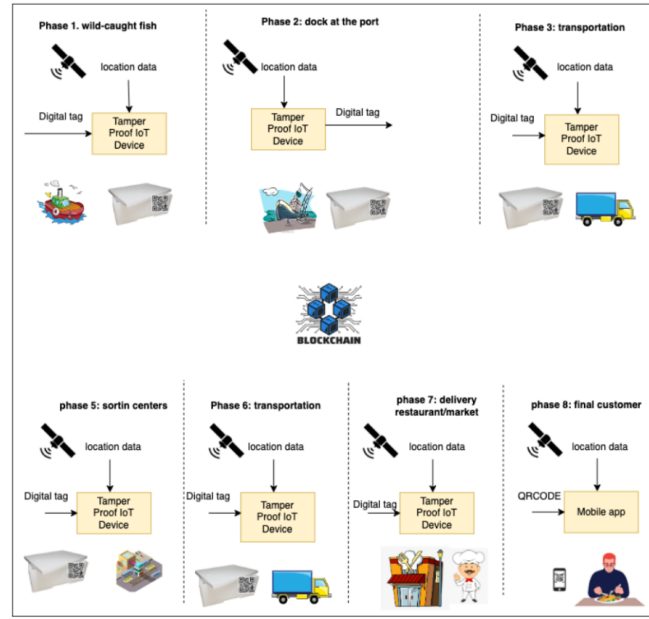 Phase 1. wild-caught fish
location data
Digital tag
Tamper
Proof IoT
Device
Phase 2: dock at the port
location data
Digital tag
Tamper
Proof IoT
Device
Phase 3: transportation
location data
Digital tag
Tamper
Proof IoT
Device
BLOCKCHAIN
phase 5: sortin centers
location data
Digital tag
Tamper
Proof IoT
Device
Phase 6: transportation
location data
Digital tag
Tamper
Proof IoT
Device
phase 7: delivery
restaurant/market
location data
Digital tag
Tamper
Proof IoT
Device
phase 8: final customer
location data
QRCODE
Mobile app